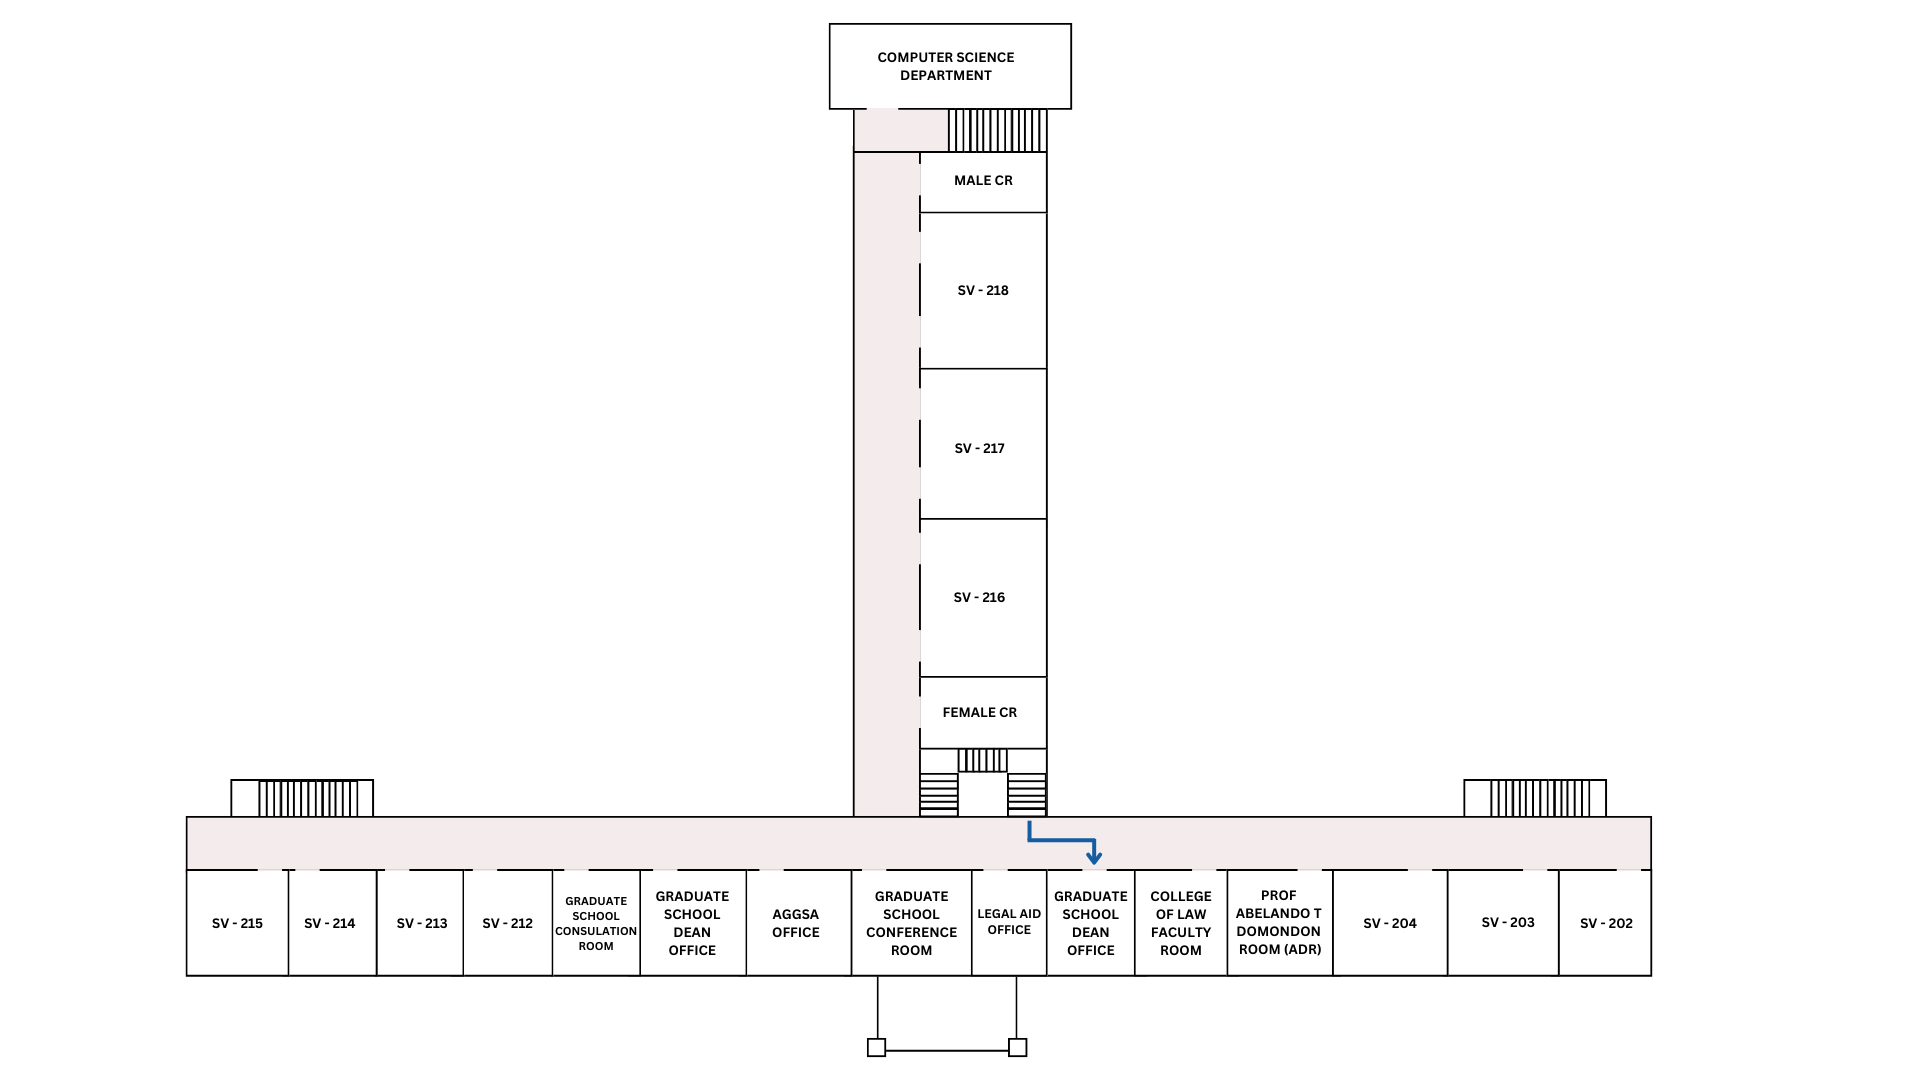 COMPUTER SCIENCE
DEPARTMENT
MALE CR
SV - 218
SV - 217
SV - 216
FEMALE CR
SV - 215
SV - 214
SV - 213
SV - 212
GRADUATE
SCHOOL
CONSULATION
ROOM
GRADUATE
SCHOOL
DEAN
OFFICE
AGGSA
OFFICE
GRADUATE
SCHOOL
CONFERENCE
ROOM
LEGAL AID
OFFICE
GRADUATE
SCHOOL
DEAN
OFFICE
COLLEGE
OF LAW
FACULTY
ROOM
PROF
ABELANDO T
DOMONDON
ROOM (ADR)
SV - 204
SV - 203
SV - 202